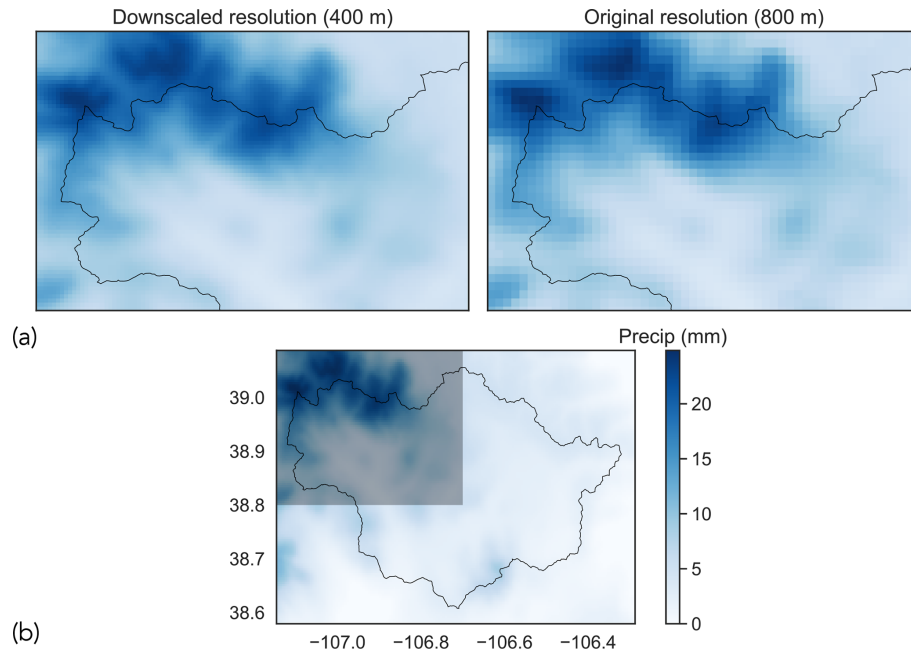 Downscaled resolution (400 m)
Original resolution (800 m)
(a)
Precip (mm)
39.0
38.9
38.8
38.7
38.6
20
15
10
5
0
(b)
−107.0
−106.8
−106.6
−106.4